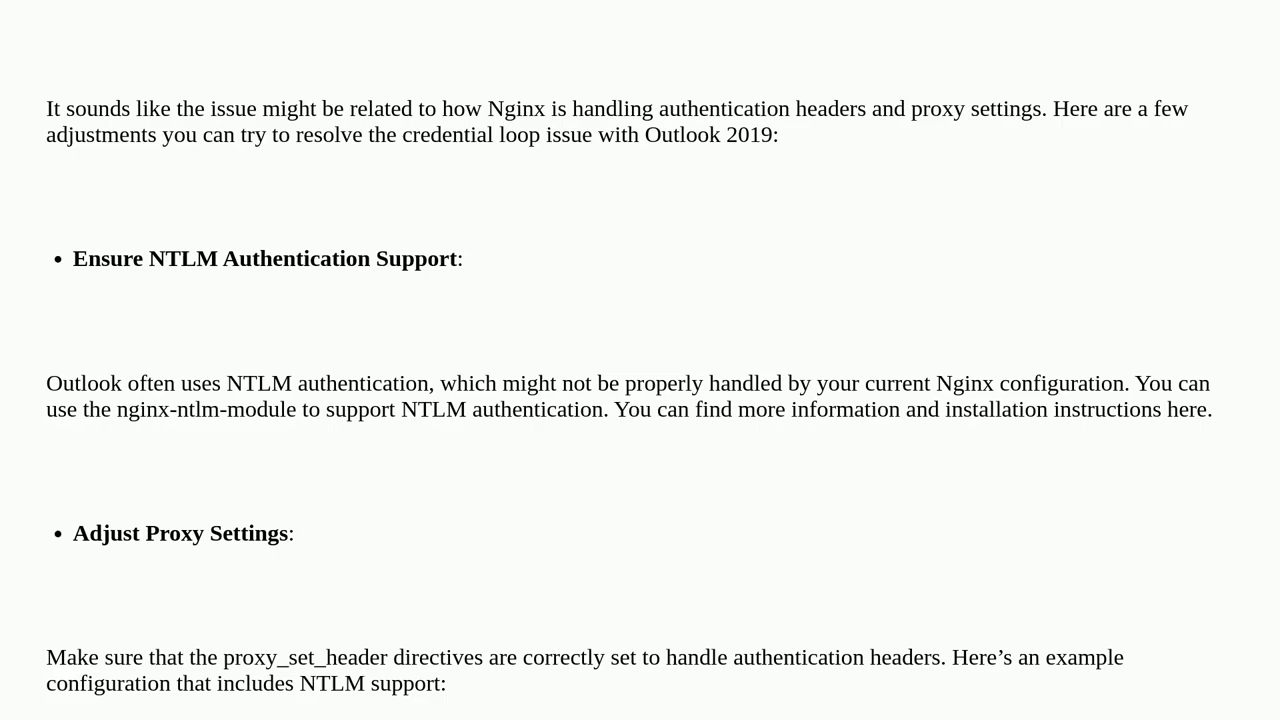 It sounds like the issue might be related to how Nginx is handling authentication headers and proxy settings. Here are a few
adjustments you can try to resolve the credential loop issue with Outlook 2019:
• Ensure NTLM Authentication Support:
Outlook often uses NTLM authentication, which might not be properly handled by your current Nginx configuration. You can
use the nginx-ntlm-module to support NTLM authentication. You can find more information and installation instructions here.
• Adjust Proxy Settings:
Make sure that the proxy_set_header directives are correctly set to handle authentication headers. Here’s an example
configuration that includes NTLM support: